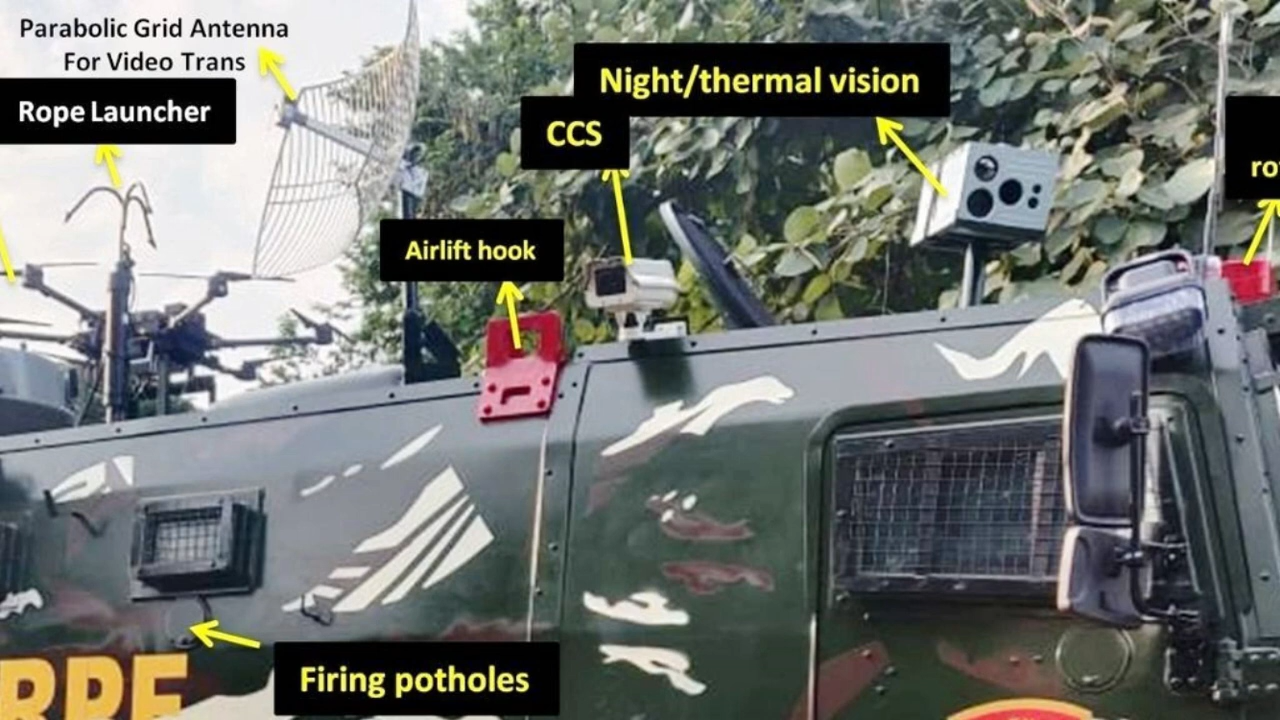 Parabolic Grid Antenna
For Video Trans
Rope Launcher
Night/thermal vision
CCS
Airlift hook
Firing potholes